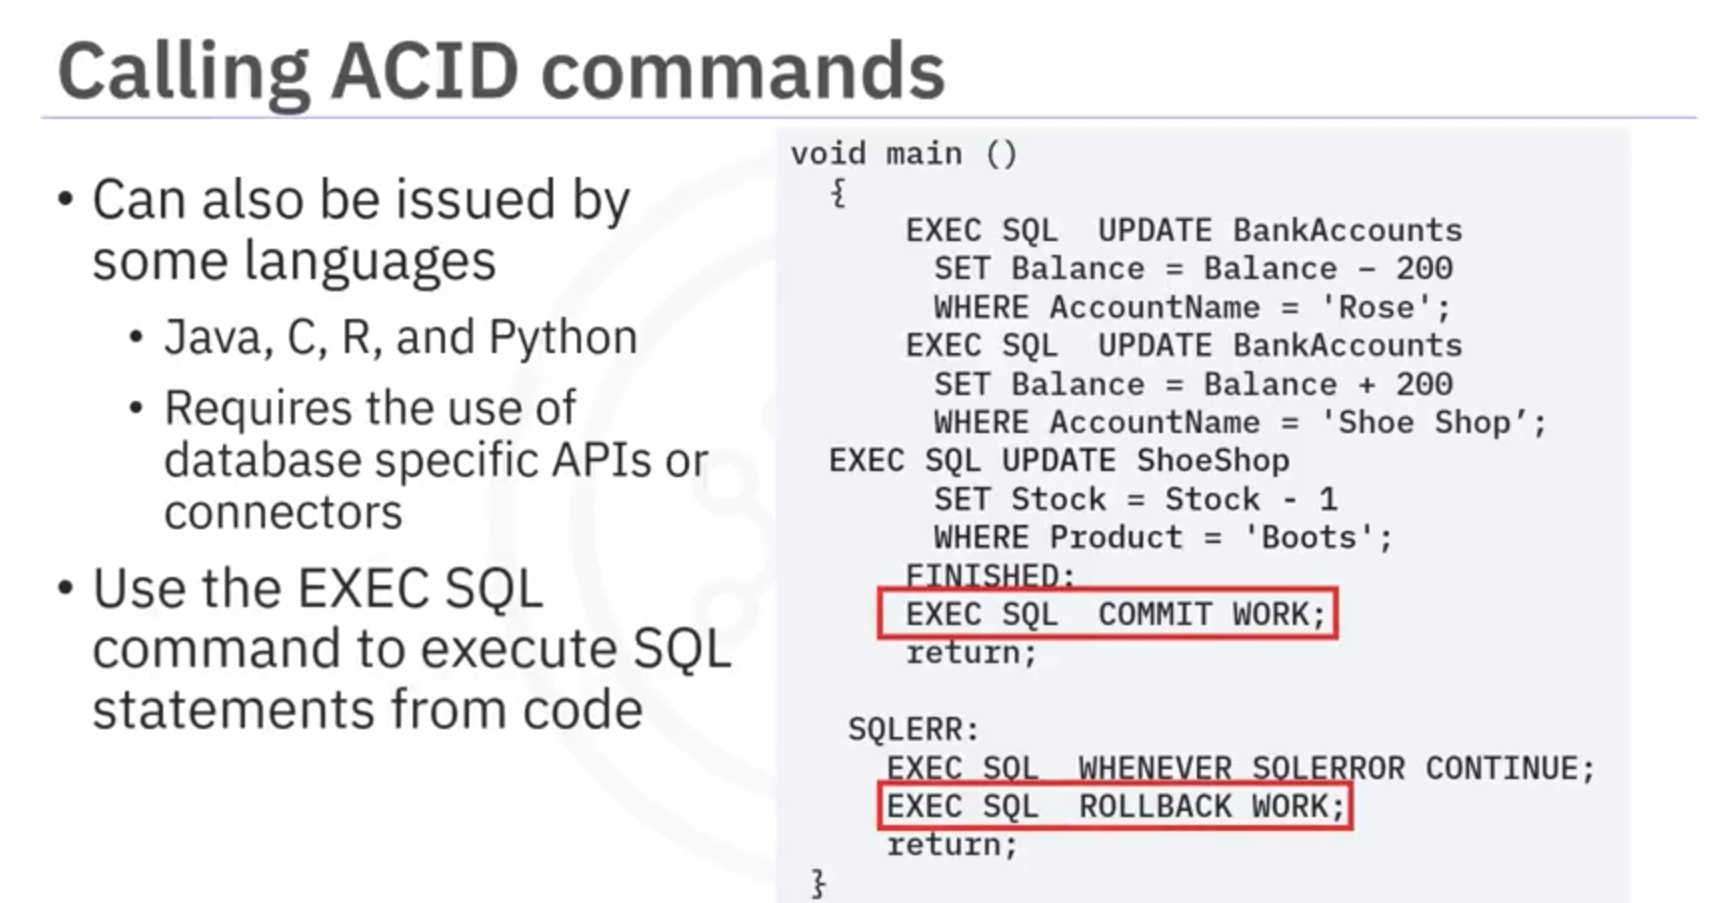 Calling ACID commands
• Can also be issued by
some languages
• Java, C, R, and Python
• Requires the use of
database specific APIs or
connectors
• Use the EXEC SQL
command to execute SQL
statements from code
void main ()
{
EXEC SQL  UPDATE BankAccounts
SET Balance = Balance – 200
WHERE AccountName = 'Rose';
EXEC SQL  UPDATE BankAccounts
SET Balance = Balance + 200
WHERE AccountName = 'Shoe Shop’;
EXEC SQL UPDATE ShoeShop
SET Stock = Stock - 1
WHERE Product = 'Boots';
FINISHED:
EXEC SQL  COMMIT WORK;
return;
SQLERR:
EXEC SQL  WHENEVER SQLERROR CONTINUE;
EXEC SQL  ROLLBACK WORK;
return;
}